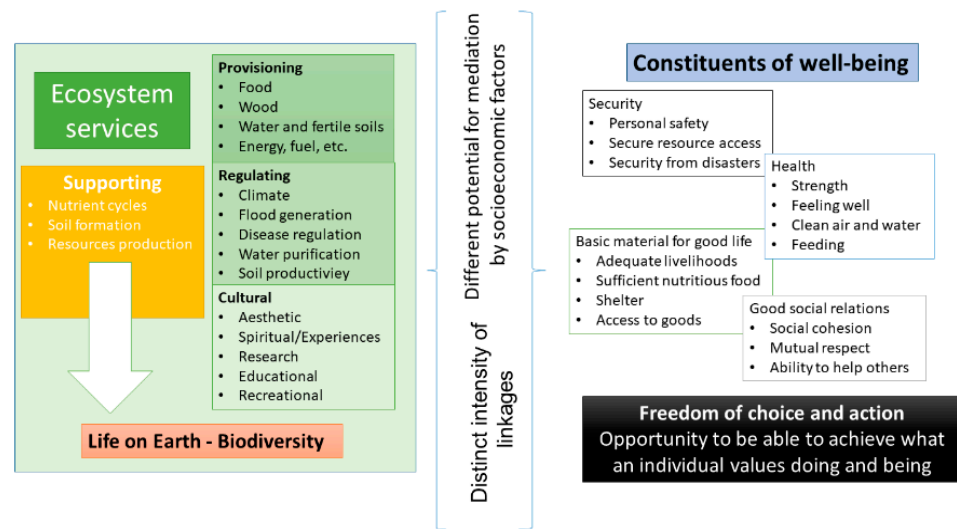 Ecosystem
services
Supporting
• Nutrient cycles
• Soil formation
• Resources production
Provisioning
• Food
• Wood
• Water and fertile soils
• Energy, fuel, etc.
Regulating
• Climate
• Flood generation
• Disease regulation
• Water purification
• Soil productiviey
Cultural
• Aesthetic
• Spiritual/Experiences
• Research
• Educational
• Recreational
Life on Earth - Biodiversity
Different potential for mediation
by socioeconomic factors
Distinct intensity of
linkages
Constituents of well-being
Security
• Personal safety
• Secure resource access
• Security from disasters
Health
• Strength
• Feeling well
• Clean air and water
• Feeding
Basic material for good life
• Adequate livelihoods
• Sufficient nutritious food
• Shelter
• Access to goods
Good social relations
• Social cohesion
• Mutual respect
• Ability to help others
Freedom of choice and action
Opportunity to be able to achieve what
an individual values doing and being